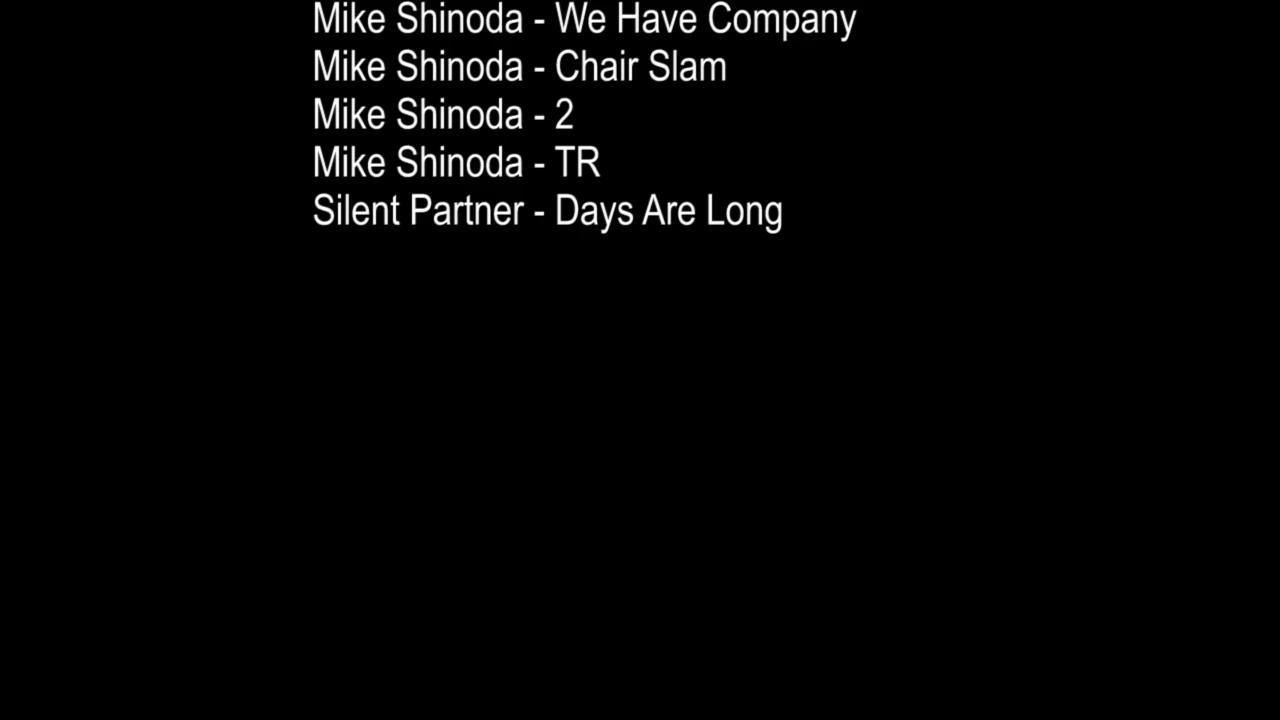 Mike Shinoda - We Have Company
Mike Shinoda - Chair Slam
Mike Shinoda - 2
Mike Shinoda - TR
Silent Partner - Days Are Long